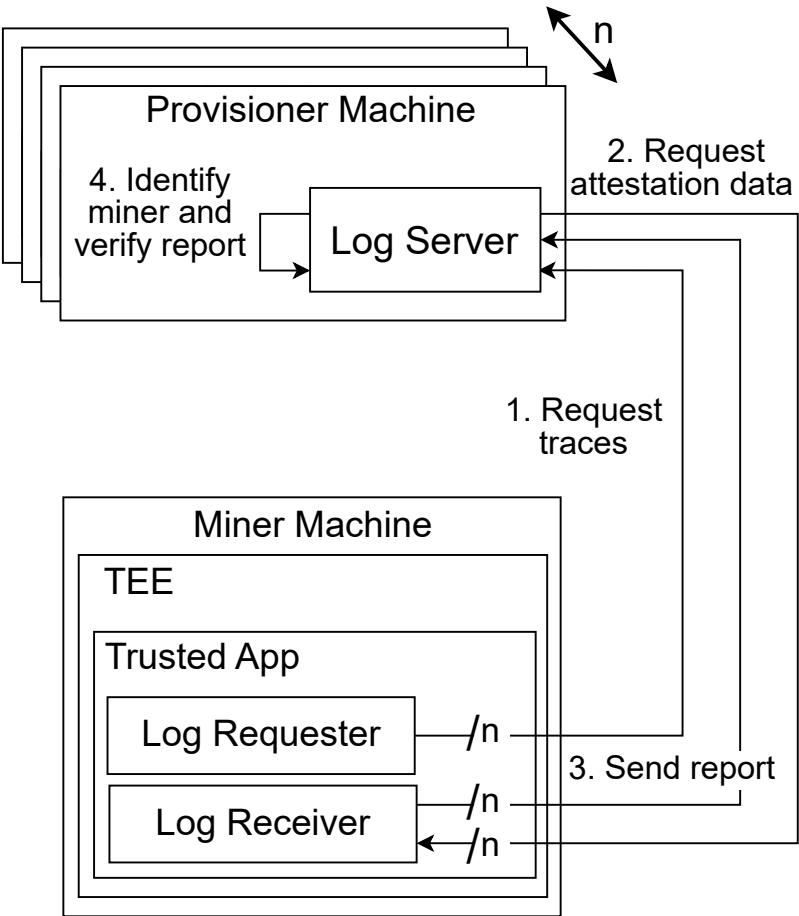 n
Provisioner Machine
2. Request
attestation data
4. Identify
miner and
verify report
Log Server
1. Request
traces
Miner Machine
TEE
Trusted App
Log Requester
/n
3. Send report
Log Receiver
/n
/n